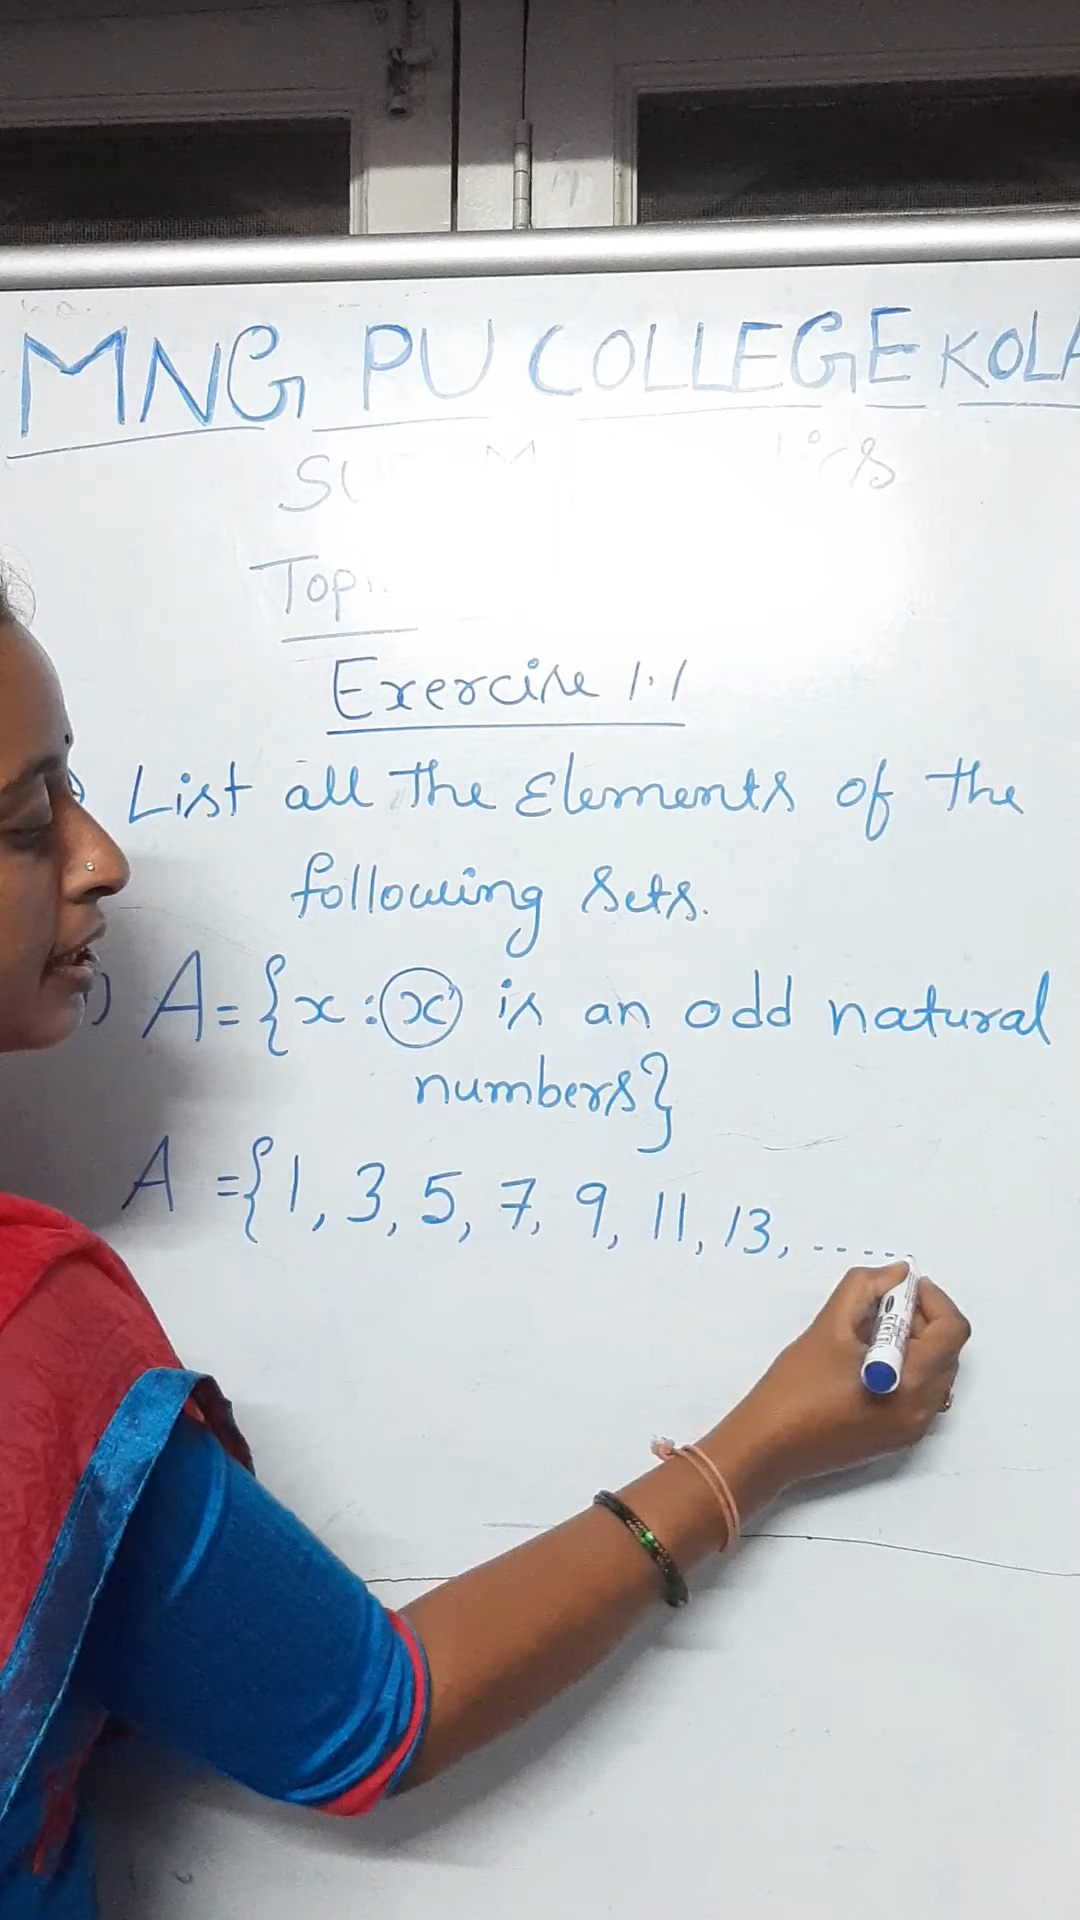 MNG PU COLLEGE KOLA
Exercise 1.1
List all the Elements of the
following sets.
) A={x : x is an odd natural
numbers}
A ={1, 3, 5, 7, 9, 11, 13, ......